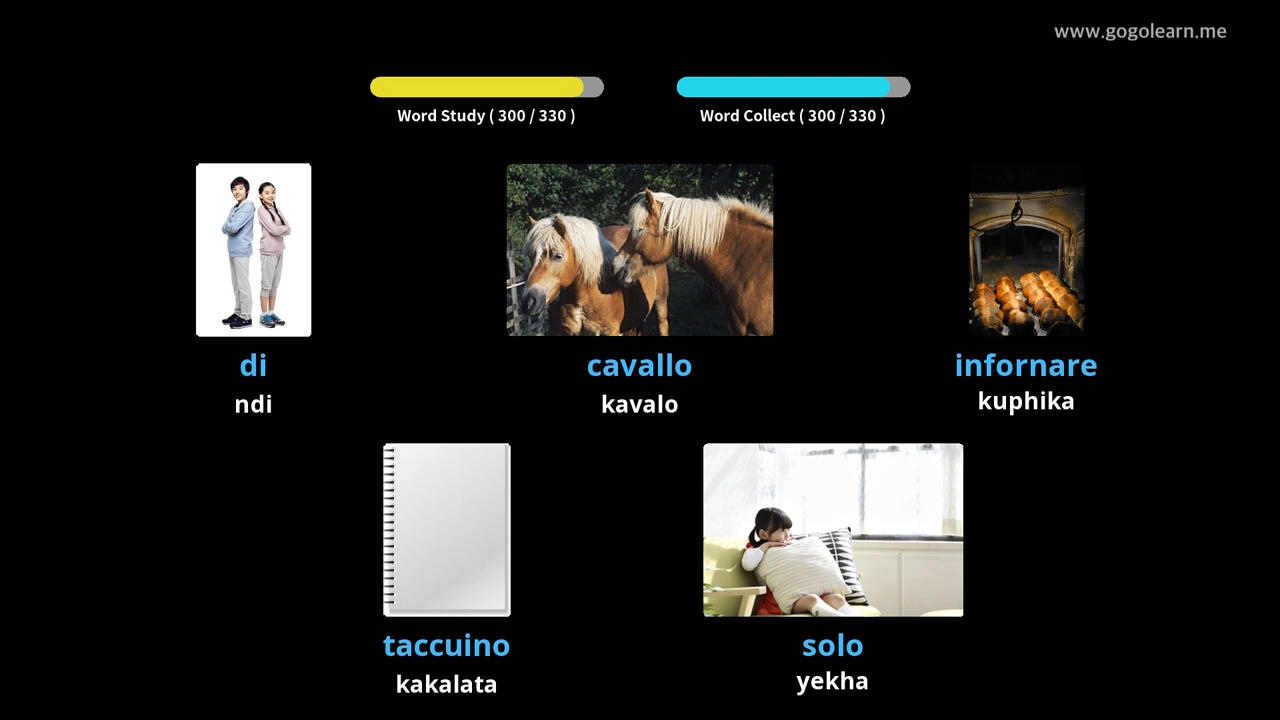 www.gogolearn.me
Word Study ( 300 / 330 )
Word Collect ( 300 / 330 )
di
ndi
cavallo
kavalo
infornare
kuphika
taccuino
kakalata
solo
yekha